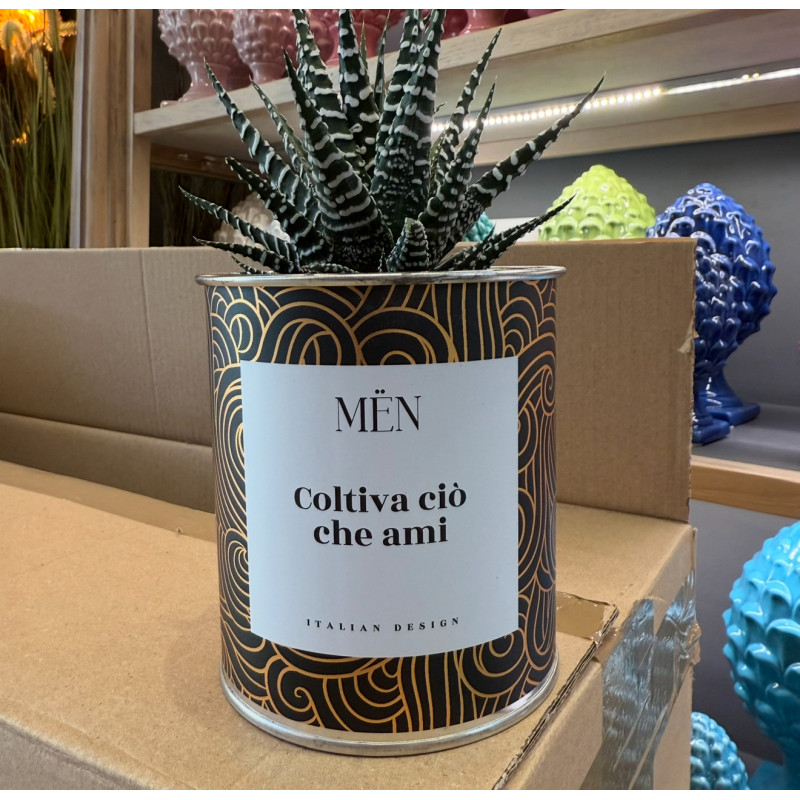 MËN
Coltiva ciò
che ami
ITALIAN DESIGN